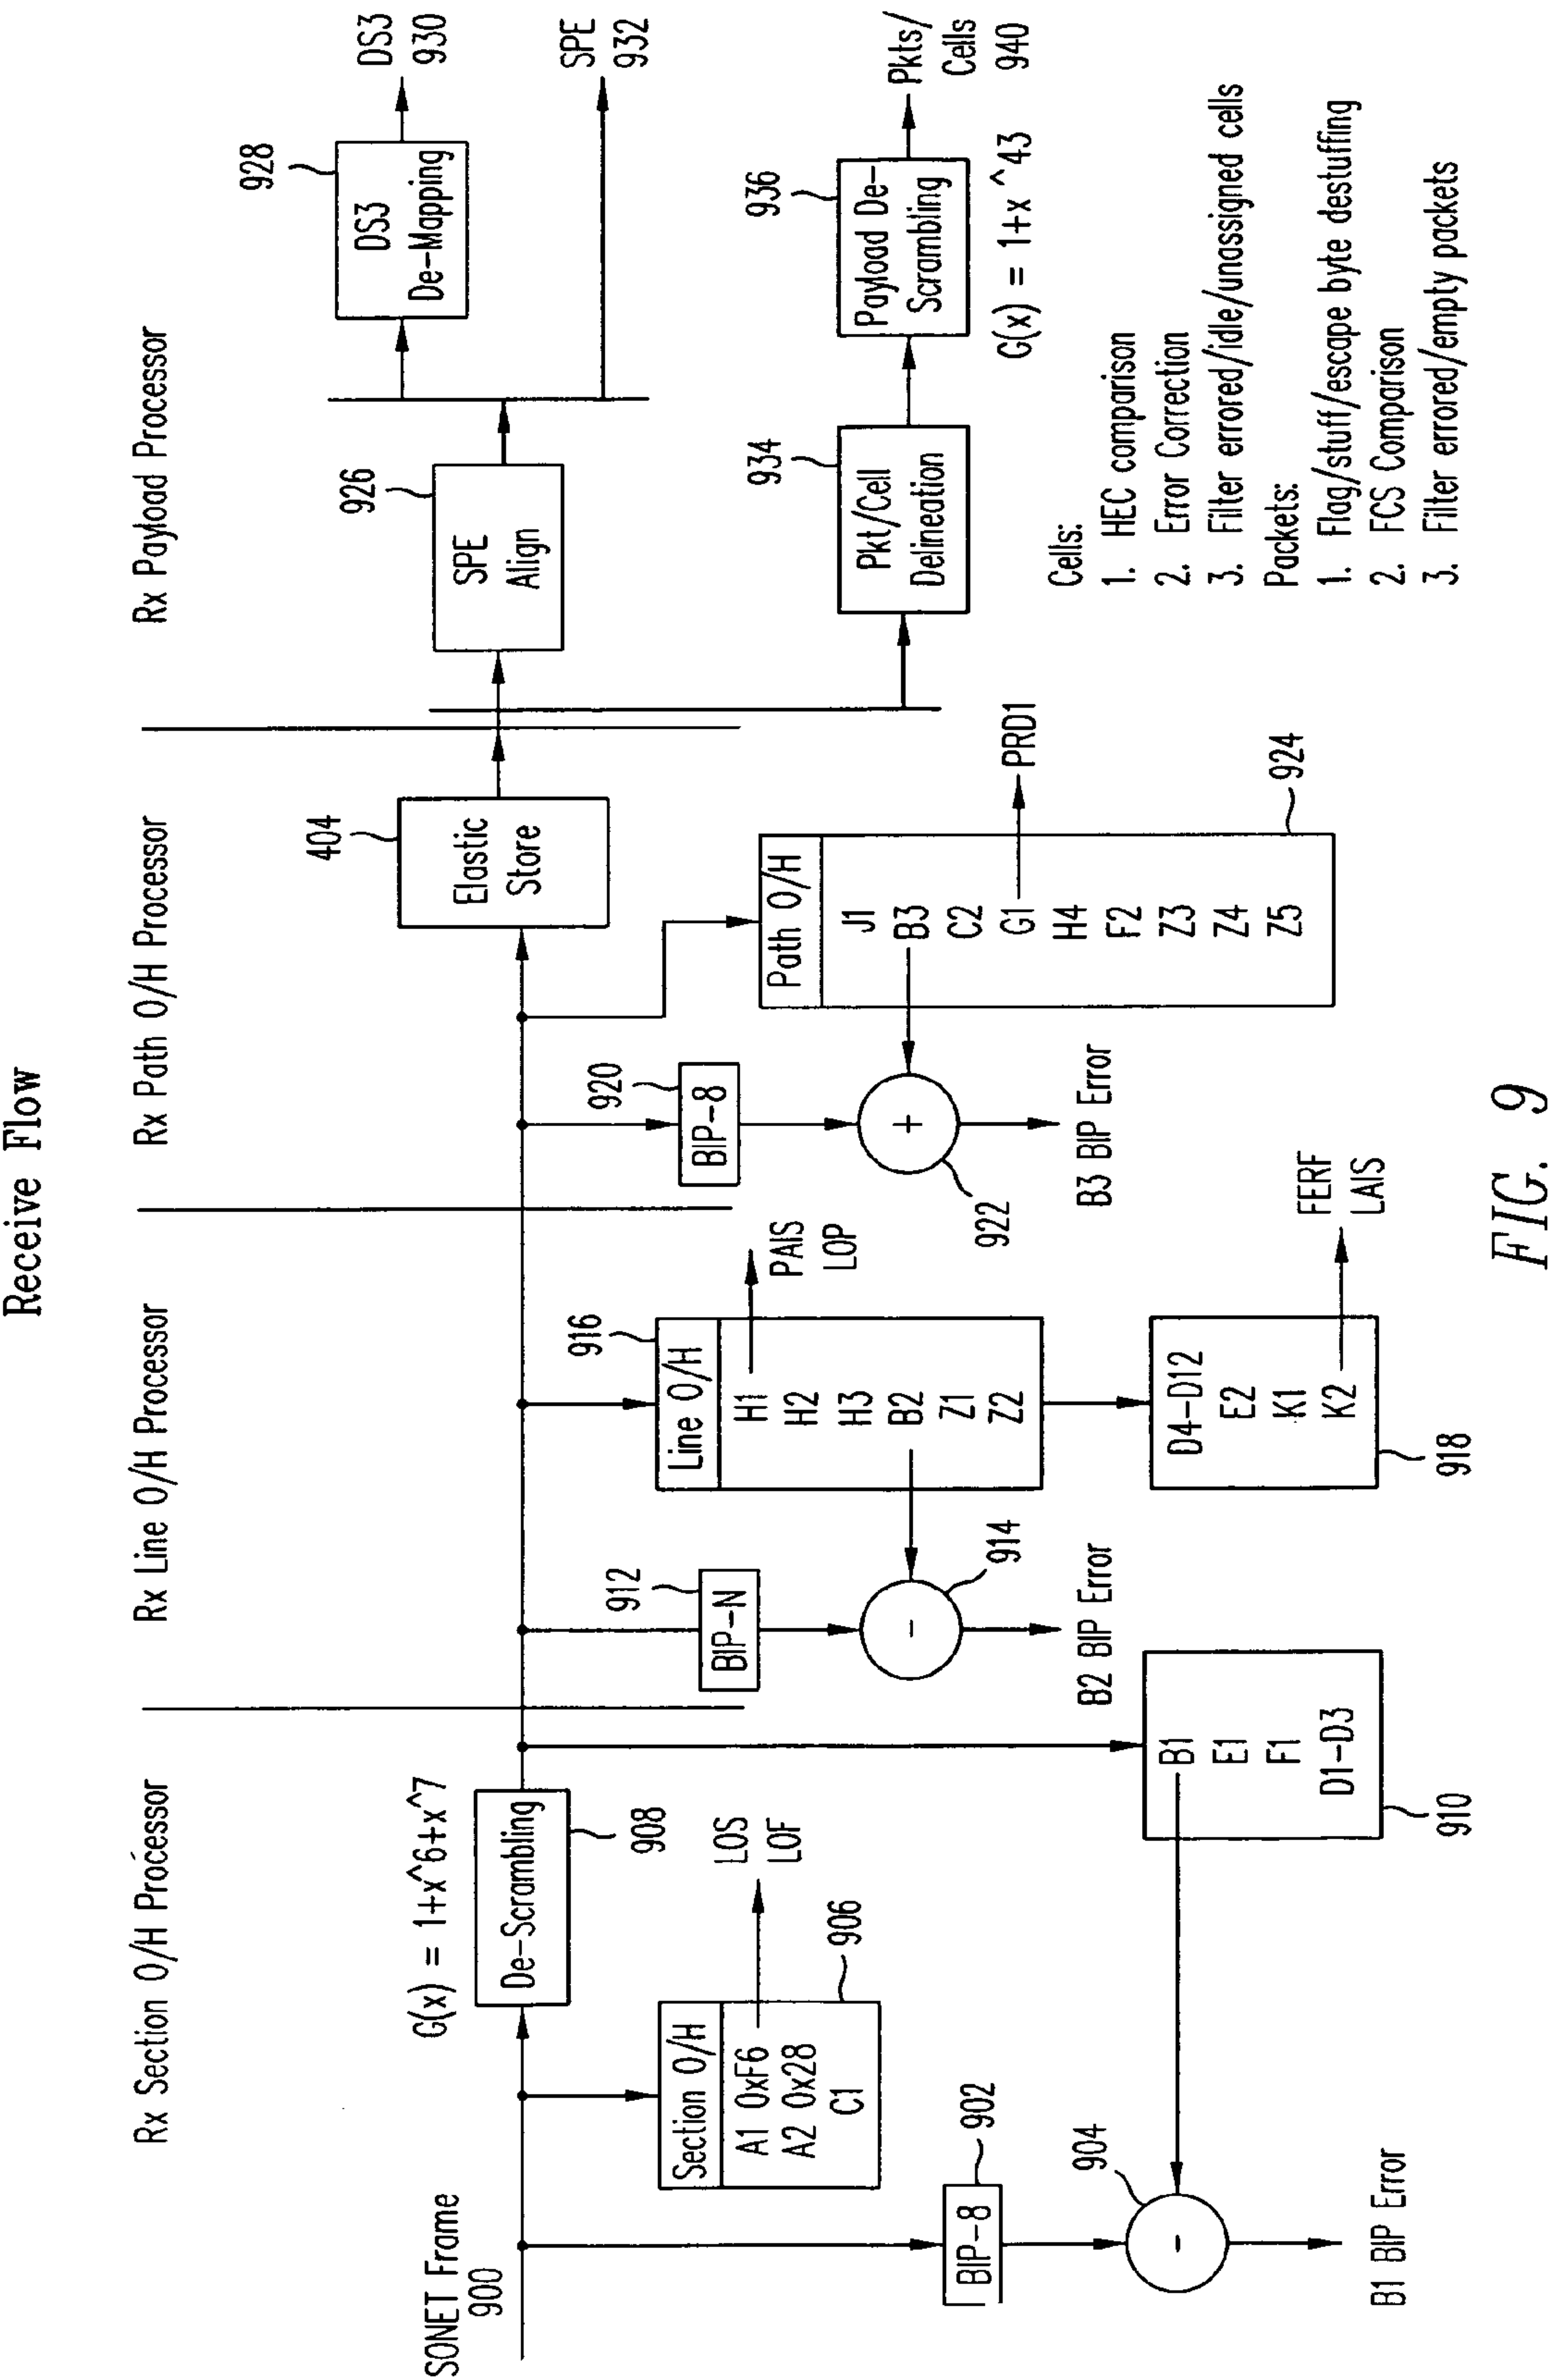 Receive Flow
Rx Section O/H Processor
Rx Line O/H Processor
Rx Path O/H Processor
Rx Payload Processor
SONET Frame
900
G(x) = 1+x^6+x^7
De-Scrambling
908
Section O/H
A1 0xF6
A2 0x28
C1
906
LOS
LOF
BIP-8
902
-
904
B1 BIP Error
B1
E1
F1
D1-D3
910
BIP-N
912
-
914
B2 BIP Error
Line O/H
H1
H2
H3
B2
Z1
Z2
916
PAIS
LOP
D4-D12
E2
K1
K2
918
FERF
LAIS
BIP-8
920
+
922
B3 BIP Error
Path O/H
J1
B3
C2
G1
H4
F2
Z3
Z4
Z5
924
PRD1
Elastic
Store
404
SPE
Align
926
DS3
De-Mapping
928
DS3
930
SPE
932
Pkt/Cell
Delineation
934
Payload De-
Scrambling
936
G(x) = 1+x^43
Pkts/
Cells
940
Cells:
1. HEC comparison
2. Error Correction
3. Filter errored/idle/unassigned cells
Packets:
1. Flag/stuff/escape byte destuffing
2. FCS Comparison
3. Filter errored/empty packets
FIG. 9